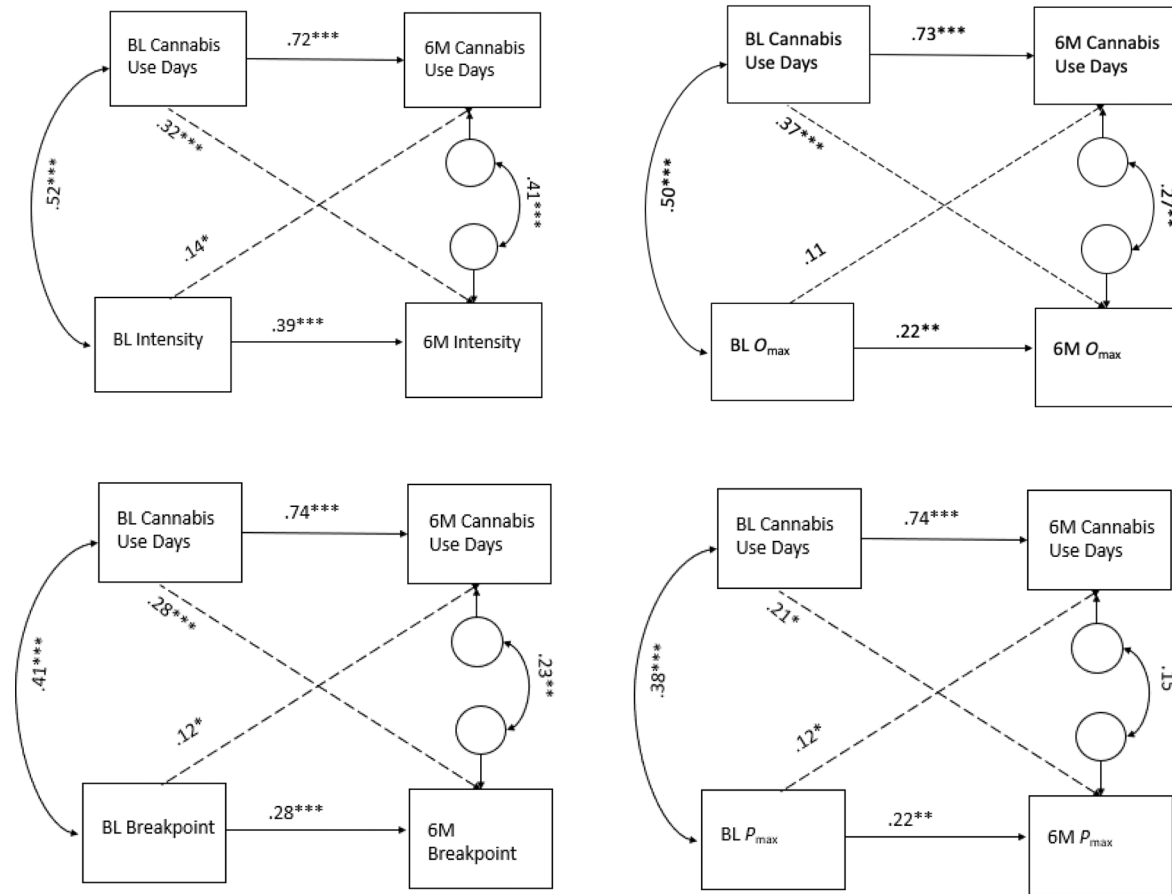 BL Cannabis
Use Days
.72***
6M Cannabis
Use Days
.32***
.52***
.41***
.14*
BL Intensity
.39***
6M Intensity
BL Cannabis
Use Days
.73***
6M Cannabis
Use Days
.37***
.50***
.27**
.11
BL Omax
.22**
6M Omax
BL Cannabis
Use Days
.74***
6M Cannabis
Use Days
.28***
.41***
.23**
.12*
BL Breakpoint
.28***
6M
Breakpoint
BL Cannabis
Use Days
.74***
6M Cannabis
Use Days
.21*
.38***
.15
.12*
BL Pmax
.22**
6M Pmax